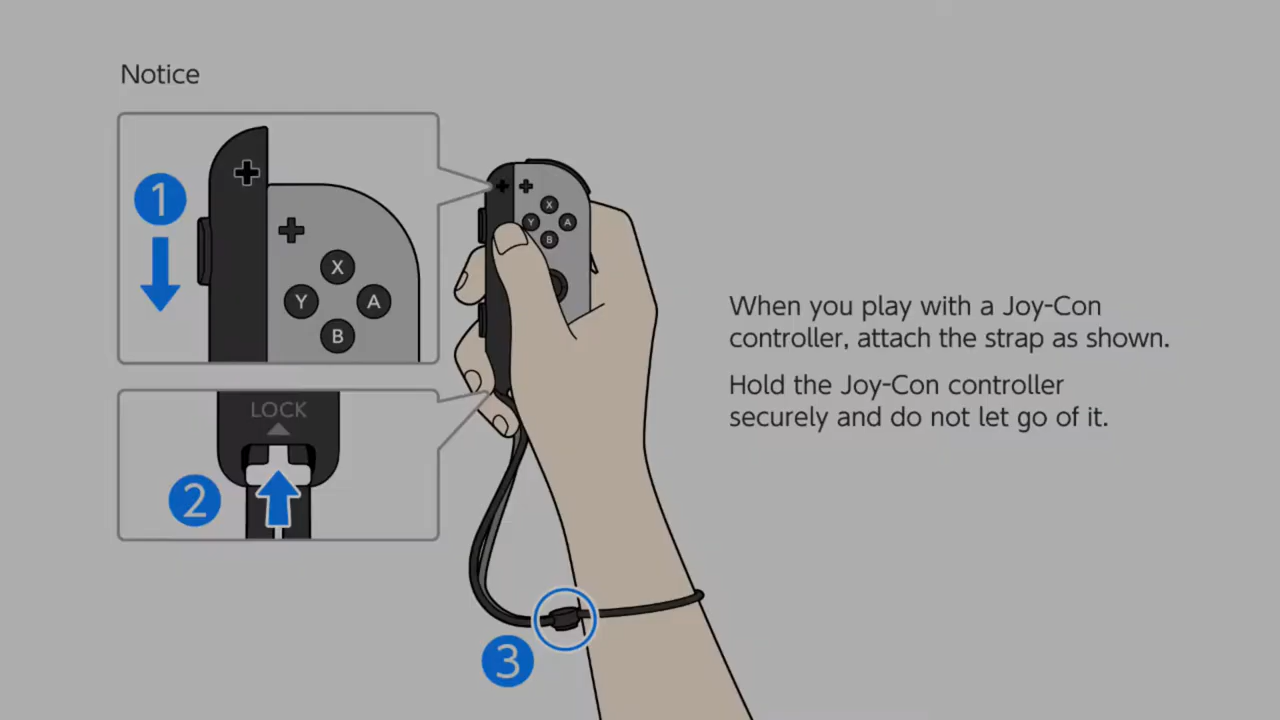 Notice
1
X
Y
A
B
X
Y
A
B
LOCK
2
3
When you play with a Joy-Con
controller, attach the strap as shown.
Hold the Joy-Con controller
securely and do not let go of it.